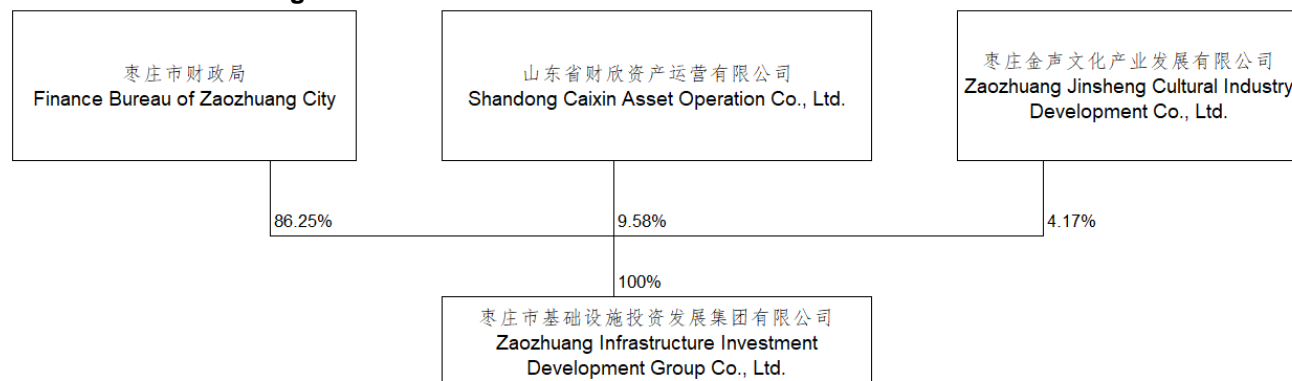 枣庄市财政局
Finance Bureau of Zaozhuang City
山东省财欣资产运营有限公司
Shandong Caixin Asset Operation Co., Ltd.
枣庄金声文化产业发展有限公司
Zaozhuang Jinsheng Cultural Industry
Development Co., Ltd.
86.25%
9.58%
4.17%
100%
枣庄市基础设施投资发展集团有限公司
Zaozhuang Infrastructure Investment
Development Group Co., Ltd.